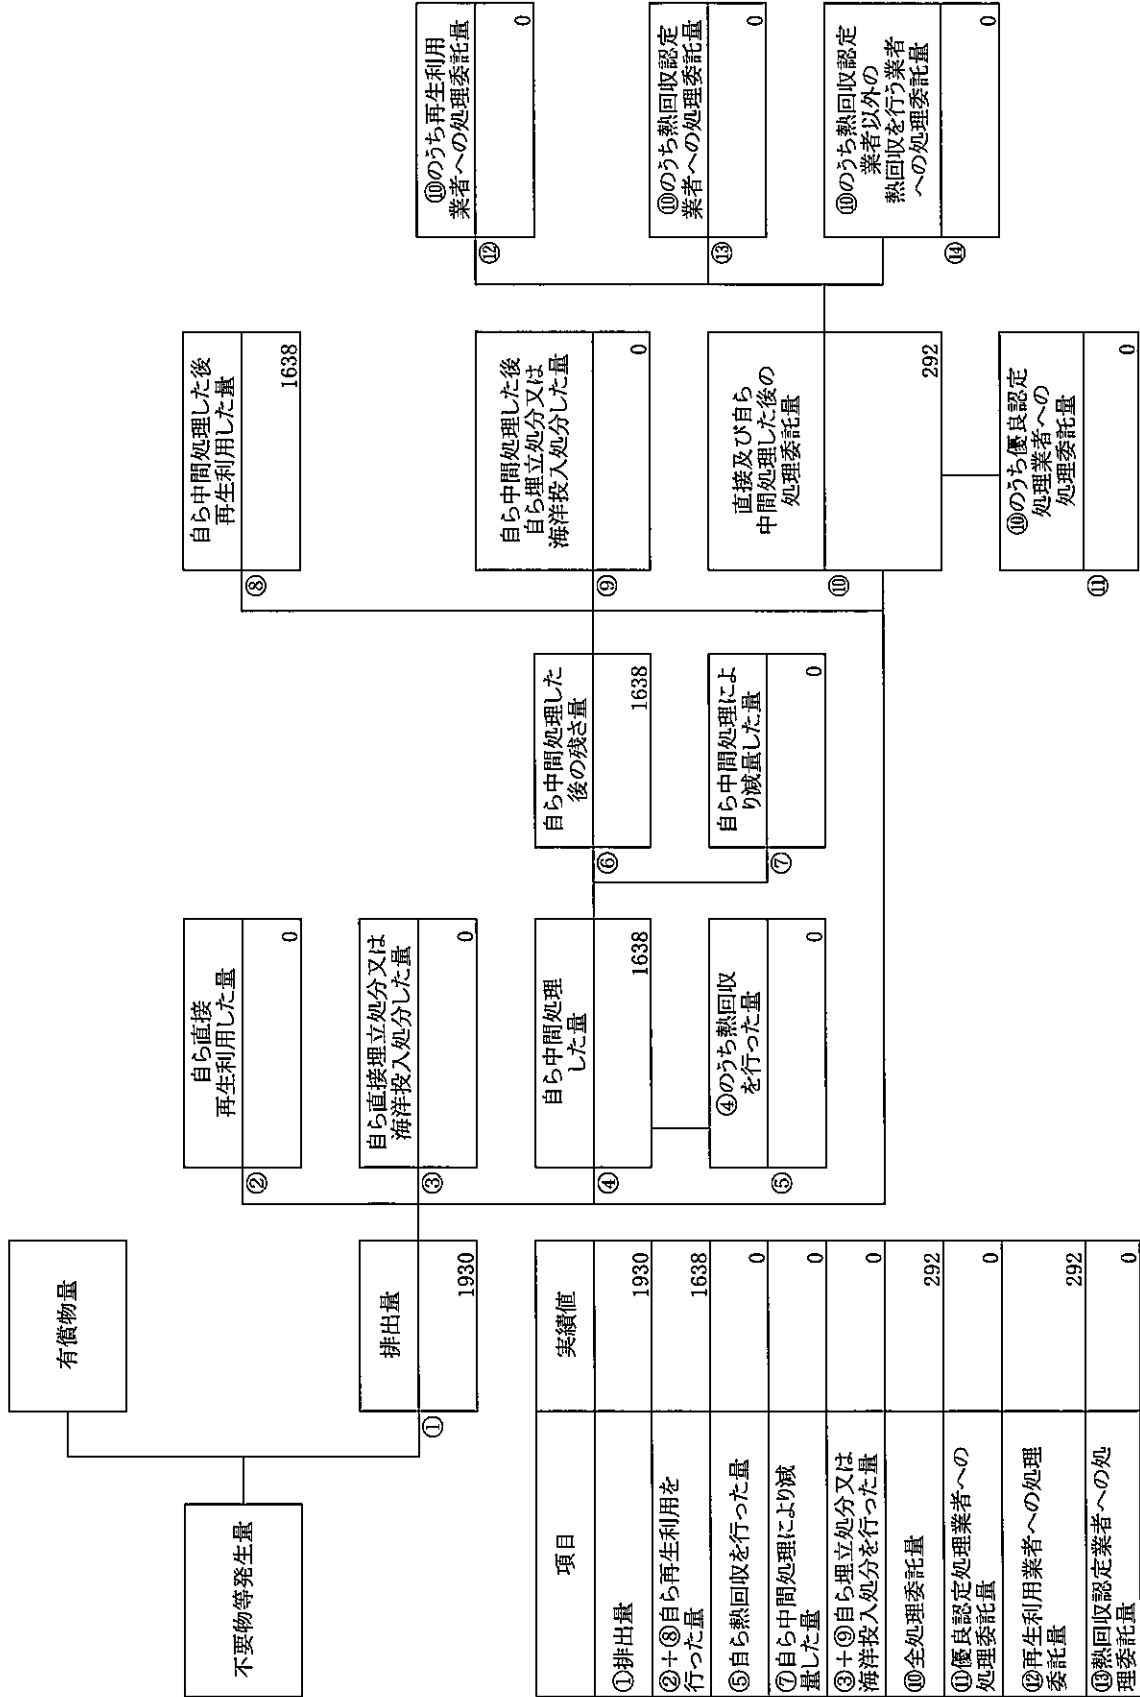 不要物等発生量
有償物量
①
排出量
1930
②
自ら直接
再生利用した量
0
③
自ら直接埋立処分又は
海洋投入処分した量
0
④
自ら中間処理
した量
1638
⑤
④のうち熱回収
を行った量
0
⑥
自ら中間処理した
後の残さ量
1638
⑦
自ら中間処理によ
り減量した量
0
⑧
自ら中間処理した後
再生利用した量
1638
⑨
自ら中間処理した後
自ら埋立処分又は
海洋投入処分した量
0
⑩
直接及び自ら
中間処理した後の
処理委託量
292
⑪
⑩のうち優良認定
処理業者への
処理委託量
0
⑫
⑩のうち再生利用
業者への処理委託量
0
⑬
⑩のうち熱回収認定
業者への処理委託量
0
⑭
⑩のうち熱回収認定
業者以外の
熱回収を行う業者
への処理委託量
0
項目 実績値
①排出量 1930
②+⑧自ら再生利用を
行った量 1638
⑤自ら熱回収を行った量 0
⑦自ら中間処理により減
量した量 0
③+⑨自ら埋立処分又は
海洋投入処分を行った量 0
⑩全処理委託量 292
⑪優良認定処理業者への
処理委託量 0
⑫再生利用業者への処理
委託量 292
⑬熱回収認定業者への処
理委託量 0